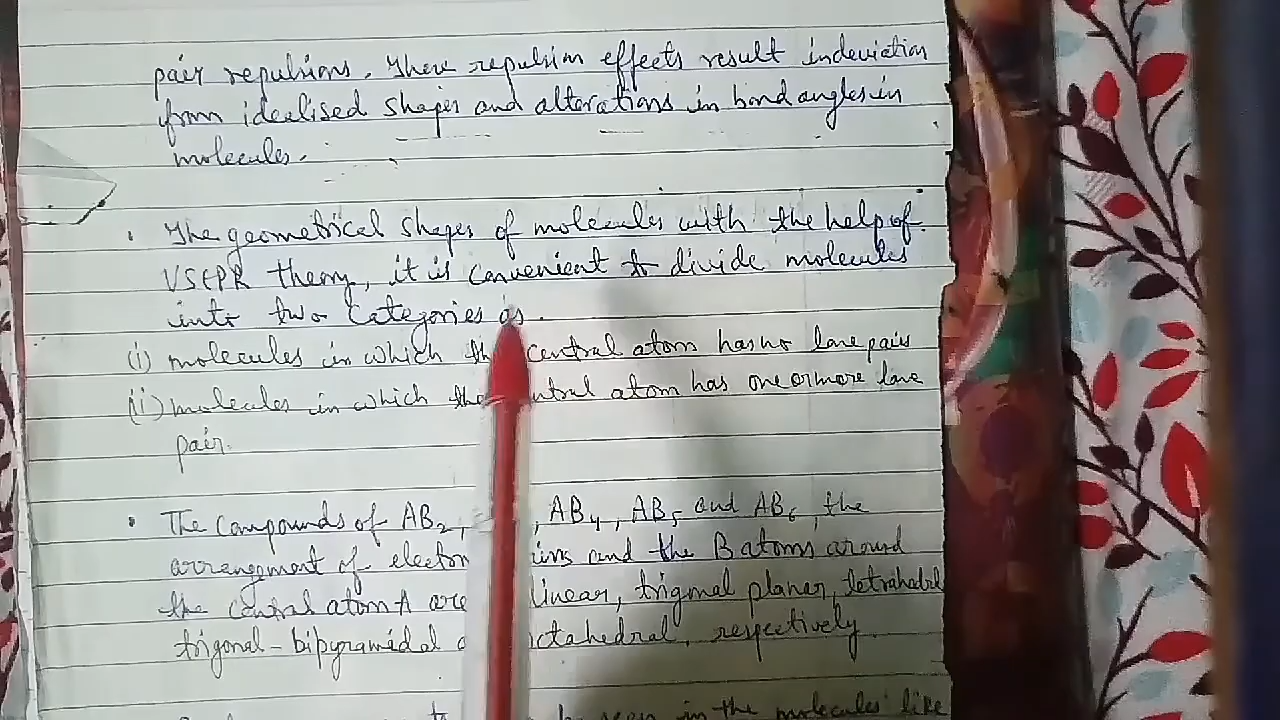 pair repulsions. These repulsion effects result indeviation
from idealised shapes and alterations in bond angles in
molecules.
• The geometrical shapes of molecules with the help of
VSEPR theory, it is convenient to divide molecules
into two categories as.
(i) molecules in which the central atom has no lone pair
(ii) molecules in which the central atom has one or more lone
pair.
• The compounds of AB2, , AB4, AB5 and AB6, the
arrangement of electron and the B atoms around
the central atom A are linear, trigonal planar, tetrahedral
trigonal-bipyramidal octahedral, respectively.
in the molecules like